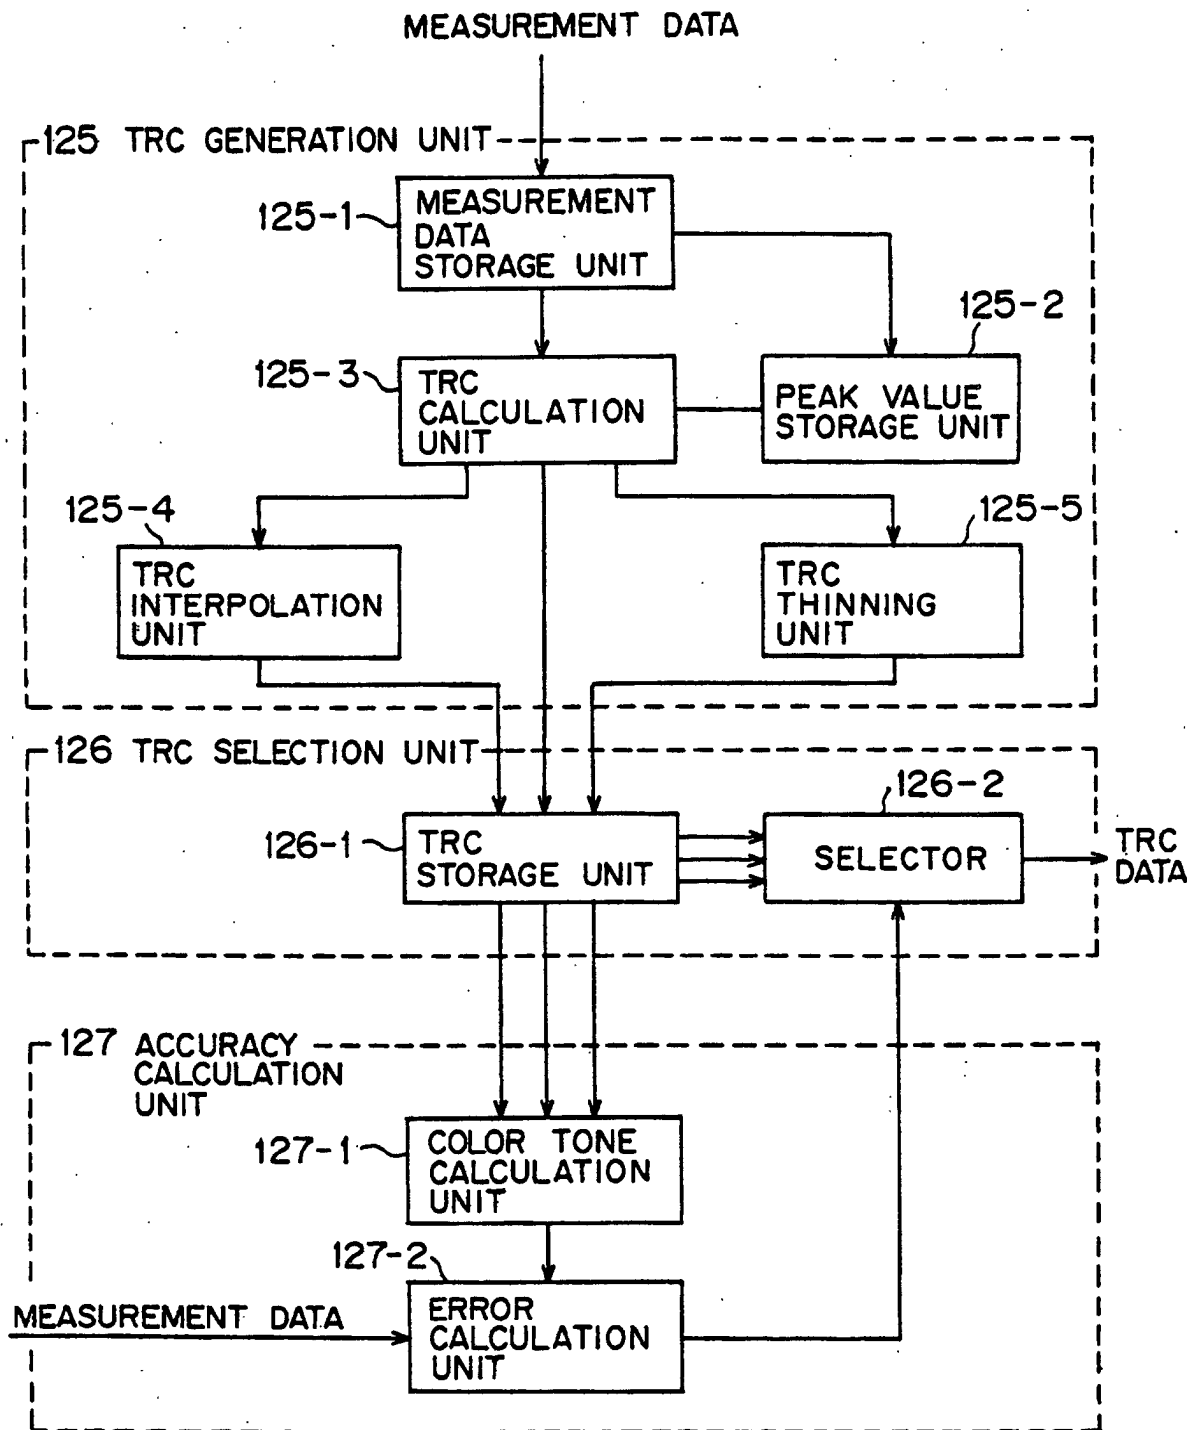 MEASUREMENT DATA
125 TRC GENERATION UNIT
125-1
MEASUREMENT
DATA
STORAGE UNIT
125-2
125-3
TRC
CALCULATION
UNIT
PEAK VALUE
STORAGE UNIT
125-4
125-5
TRC
INTERPOLATION
UNIT
TRC
THINNING
UNIT
126 TRC SELECTION UNIT
126-2
126-1
TRC
STORAGE UNIT
SELECTOR
TRC
DATA
127 ACCURACY
CALCULATION
UNIT
127-1
COLOR TONE
CALCULATION
UNIT
127-2
MEASUREMENT DATA
ERROR
CALCULATION
UNIT